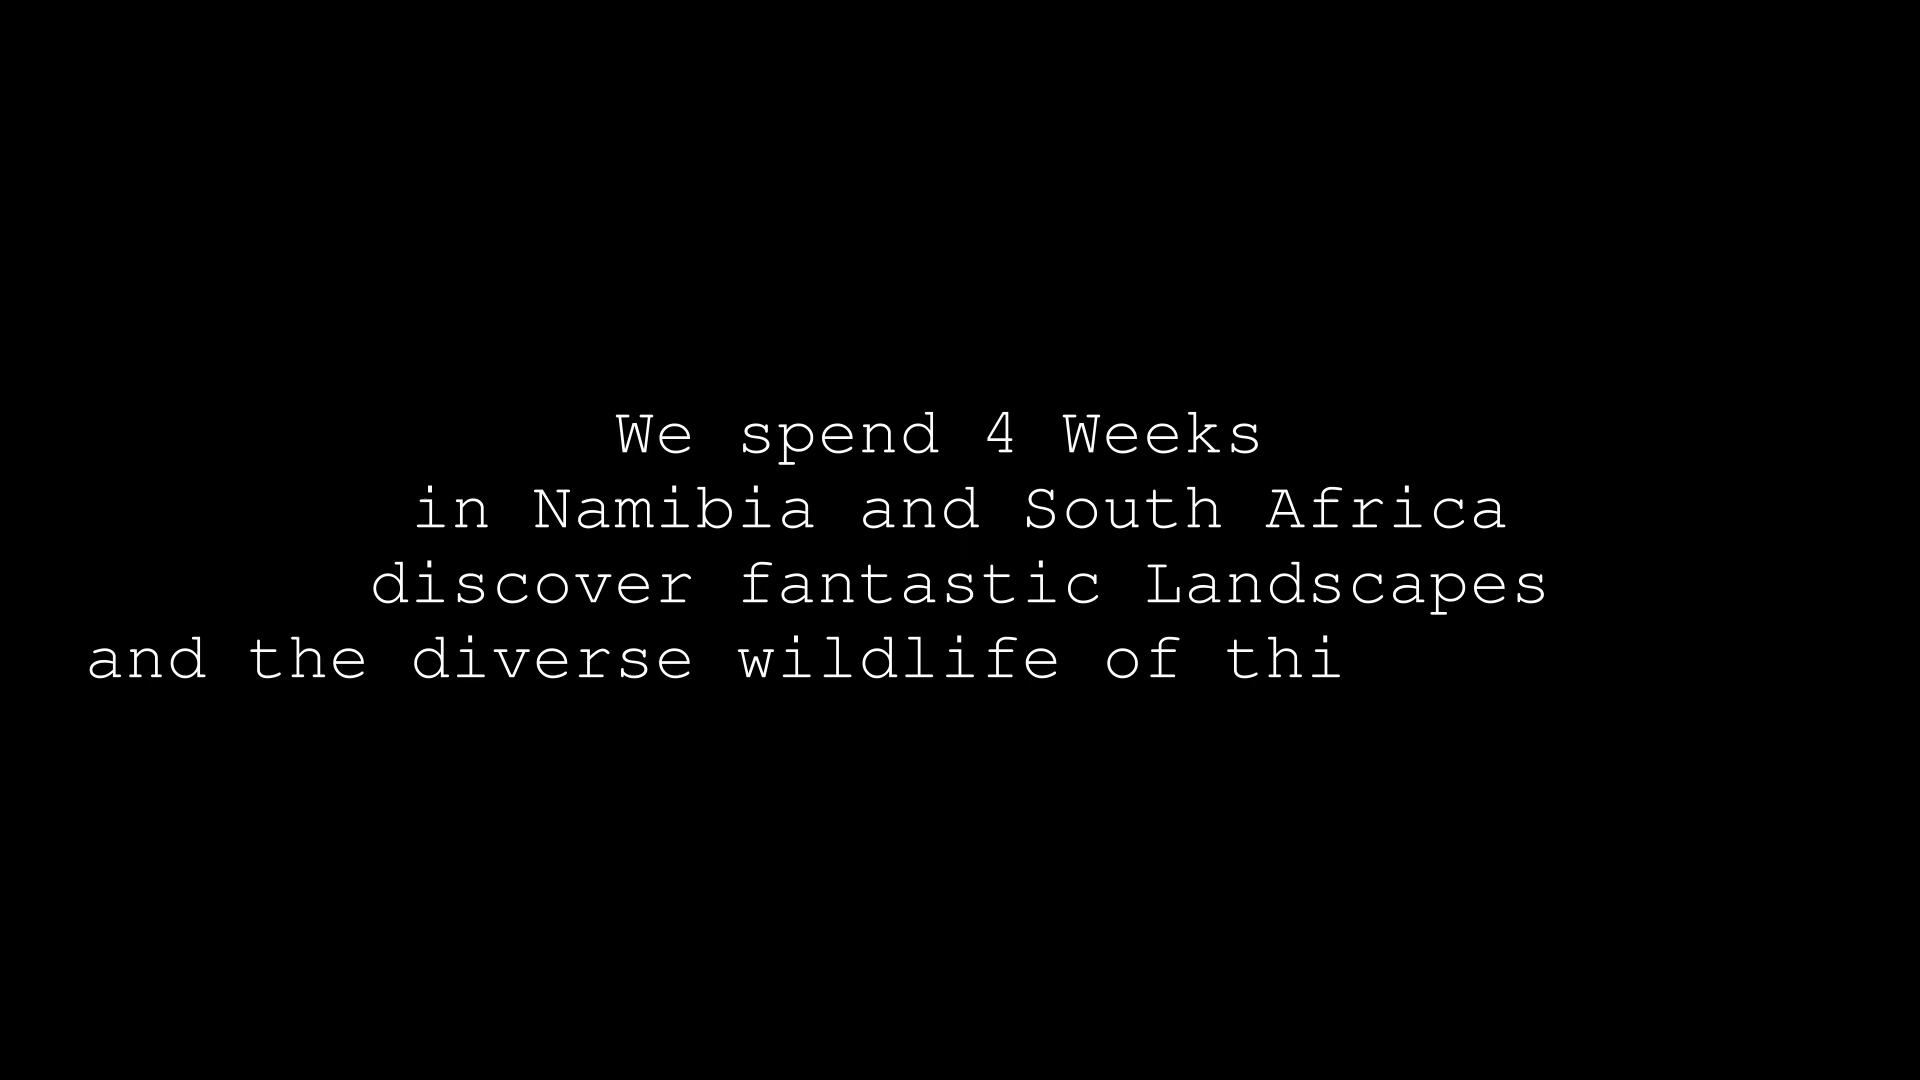 We spend 4 Weeks
in Namibia and South Africa
discover fantastic Landscapes
and the diverse wildlife of thi